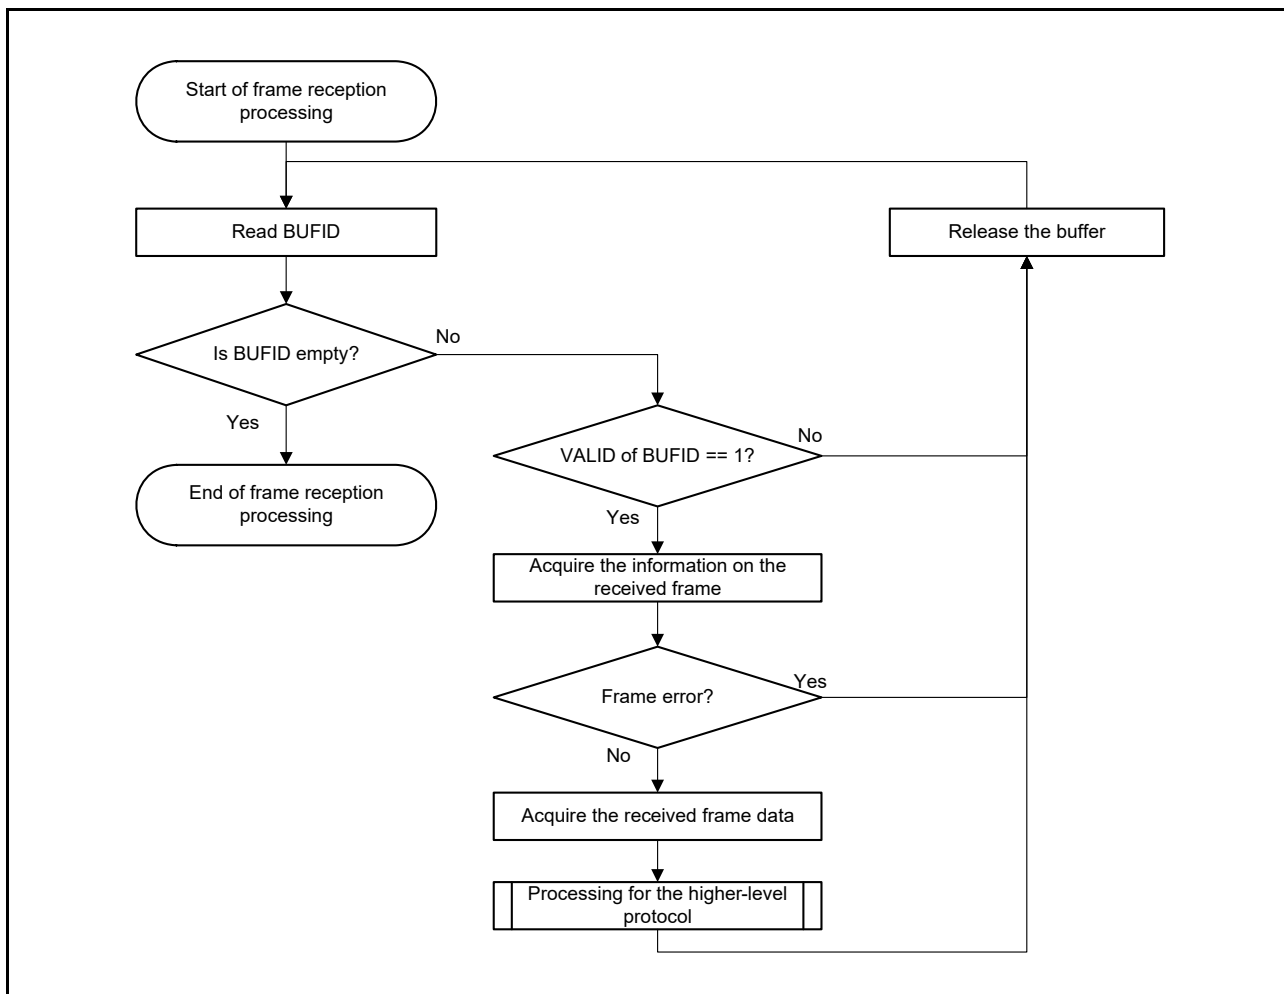 Start of frame reception
processing
Read BUFID
Release the buffer
Is BUFID empty?
No
Yes
VALID of BUFID == 1?
No
End of frame reception
processing
Yes
Acquire the information on the
received frame
Frame error?
Yes
No
Acquire the received frame data
Processing for the higher-level
protocol